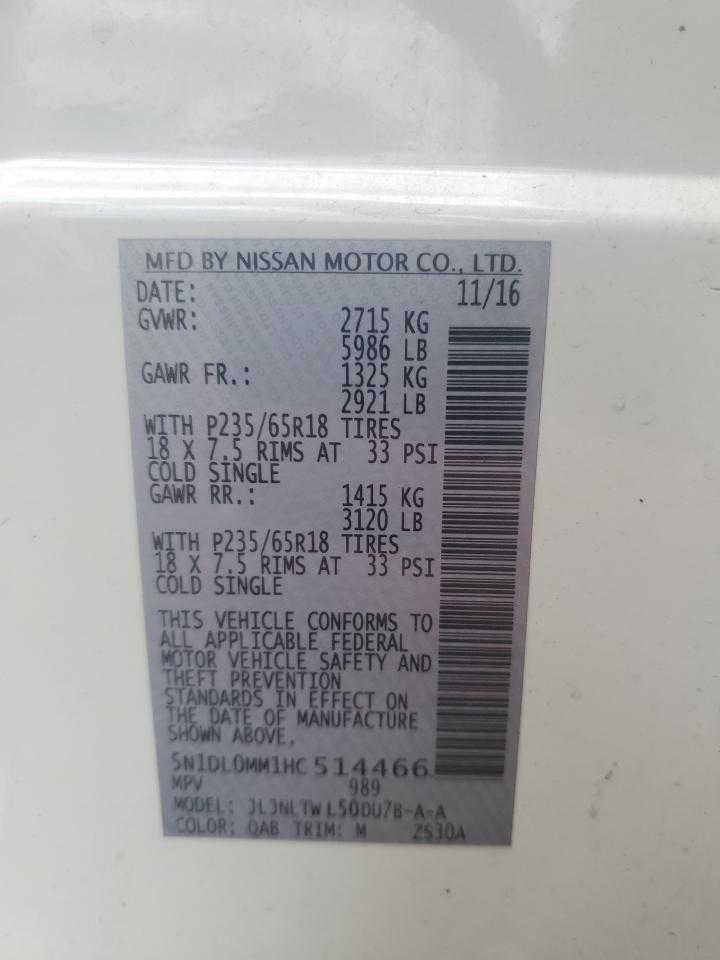 MFD BY NISSAN MOTOR CO., LTD.
DATE: 11/16
GVWR: 2715 KG
5986 LB
GAWR FR.: 1325 KG
2921 LB
WITH P235/65R18 TIRES
18 X 7.5 RIMS AT 33 PSI
COLD SINGLE
GAWR RR.: 1415 KG
3120 LB
WITH P235/65R18 TIRES
18 X 7.5 RIMS AT 33 PSI
COLD SINGLE
THIS VEHICLE CONFORMS TO
ALL APPLICABLE FEDERAL
MOTOR VEHICLE SAFETY AND
THEFT PREVENTION
STANDARDS IN EFFECT ON
THE DATE OF MANUFACTURE
SHOWN ABOVE.
5N1DL0MM1HC 514466
MPV 989
MODEL: JLJNLTW L50DU7B-A-A
COLOR: QAB TRIM: M ZS30A